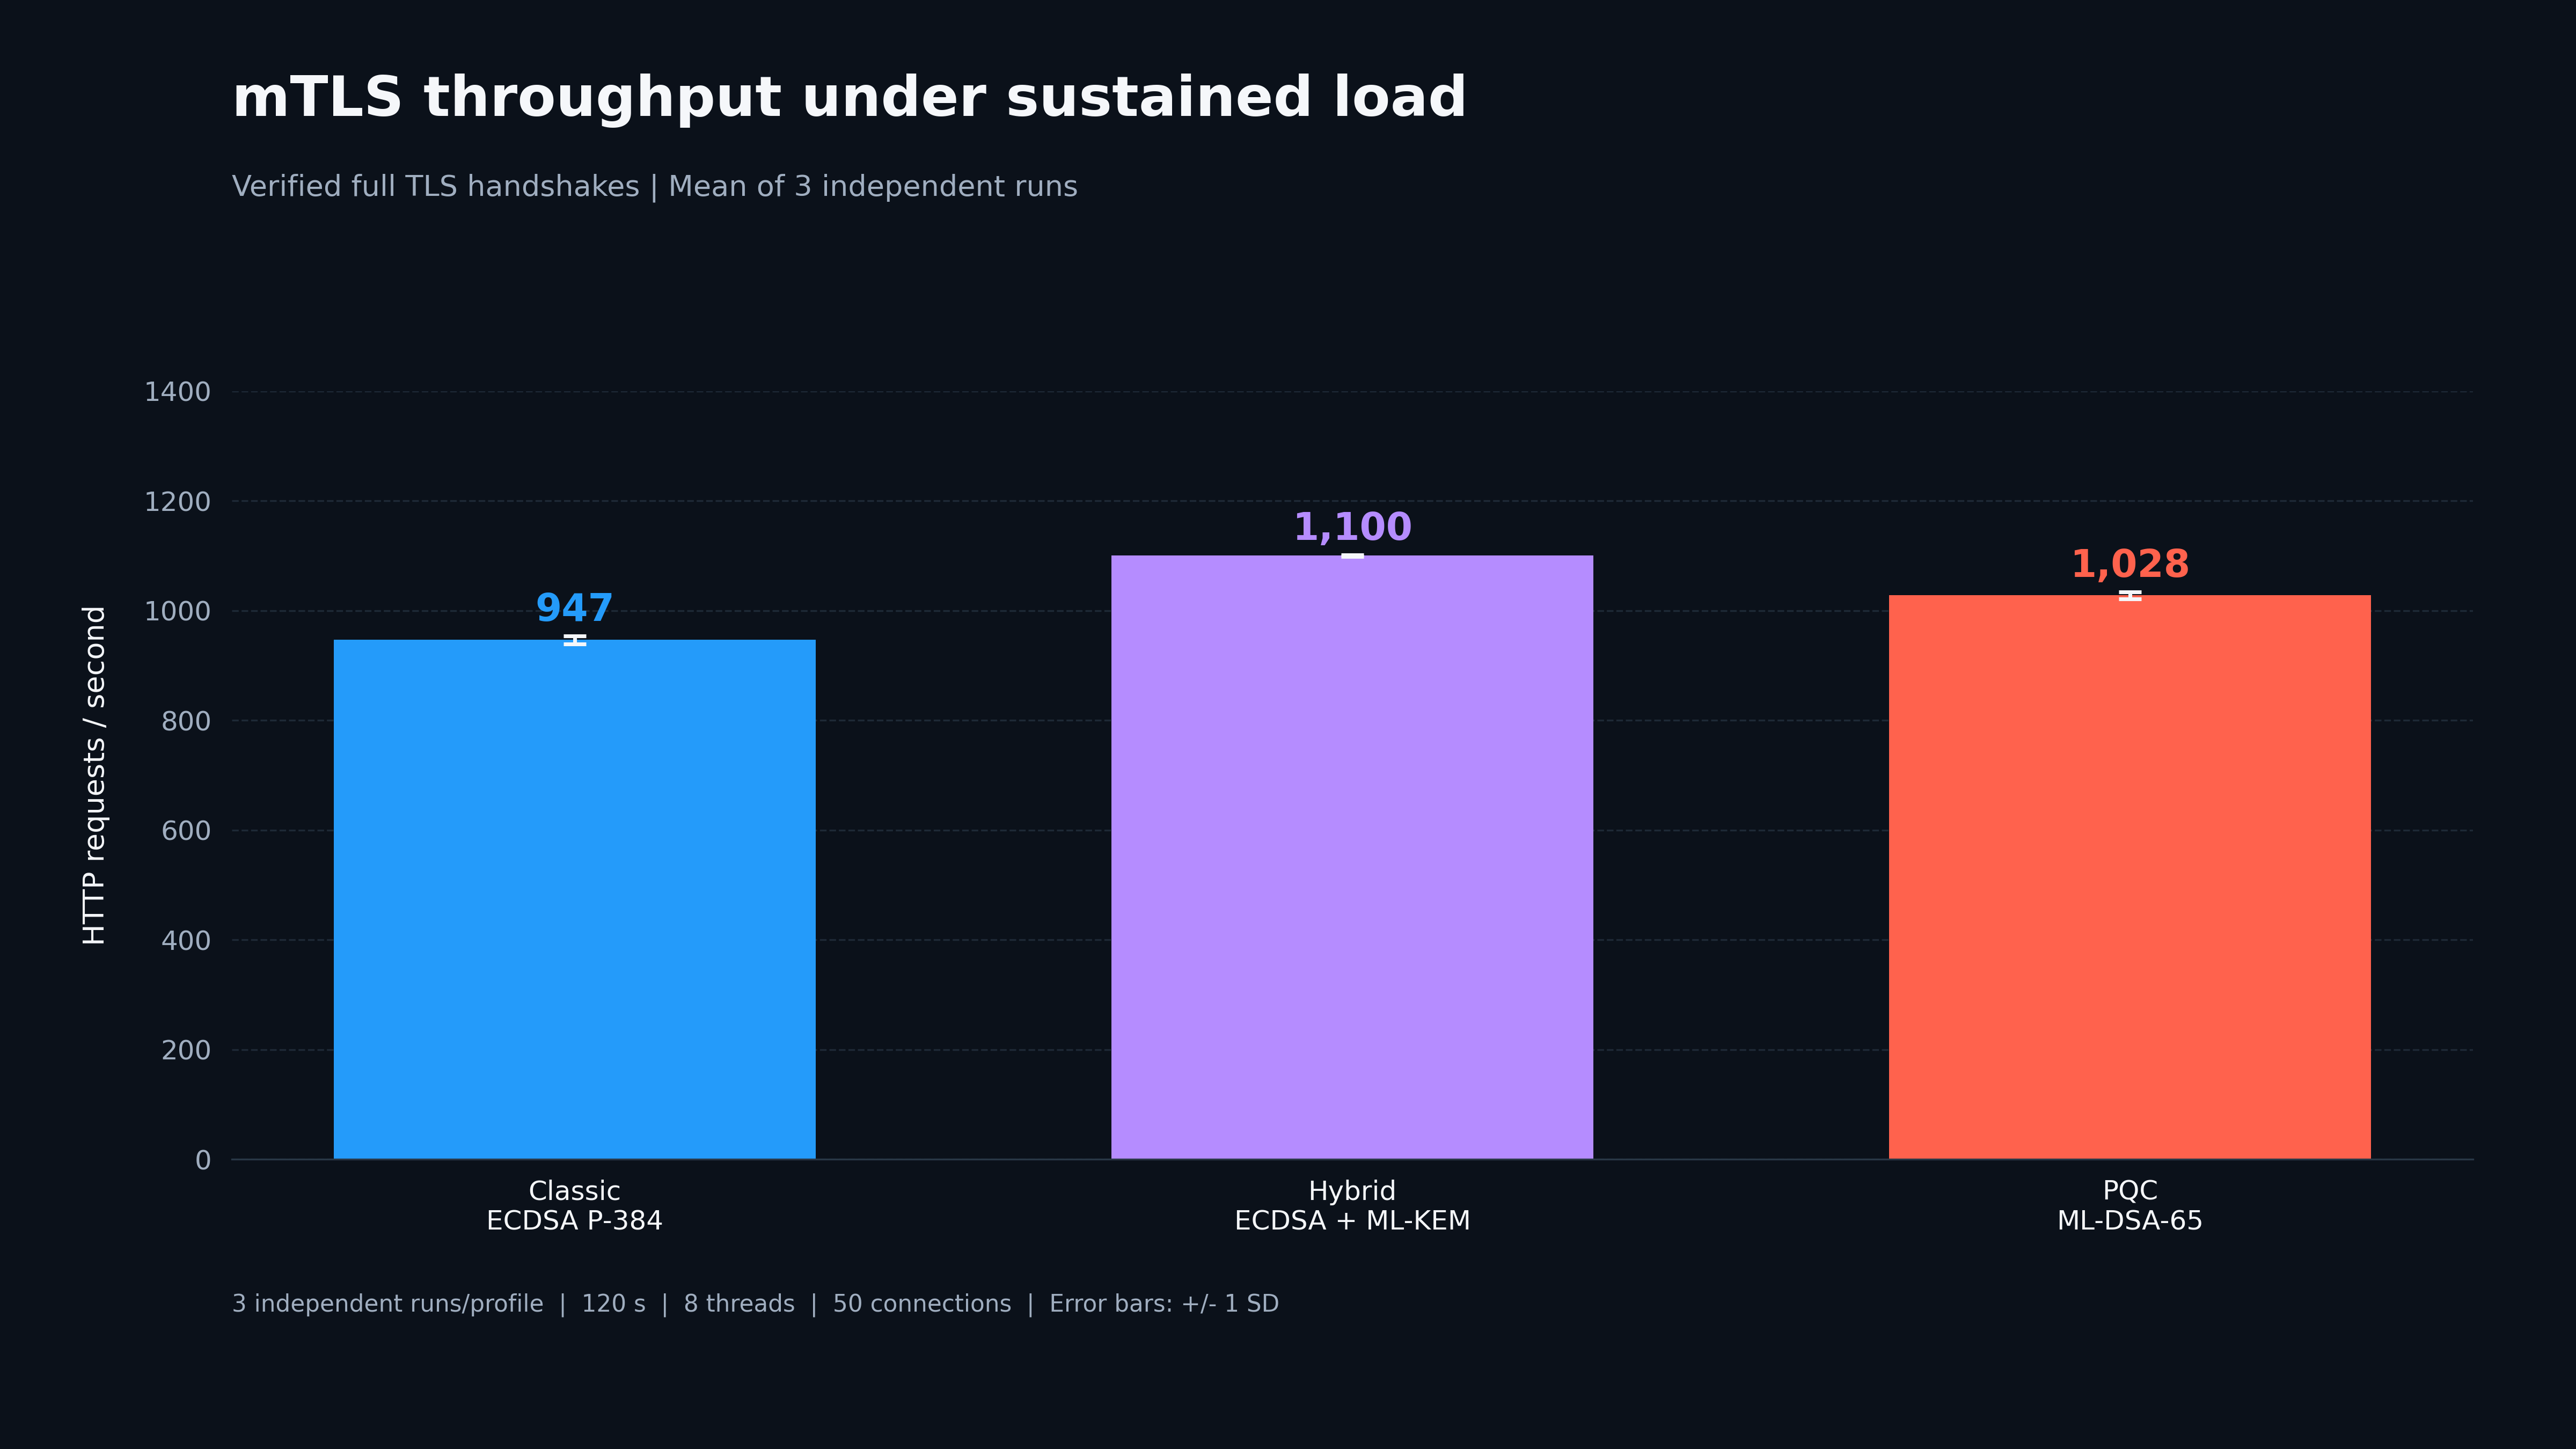 mTLS throughput under sustained load
Verified full TLS handshakes | Mean of 3 independent runs
HTTP requests / second
1400
1200
1000
800
600
400
200
0
947
1,100
1,028
Classic
ECDSA P-384
Hybrid
ECDSA + ML-KEM
PQC
ML-DSA-65
3 independent runs/profile | 120 s | 8 threads | 50 connections | Error bars: +/- 1 SD